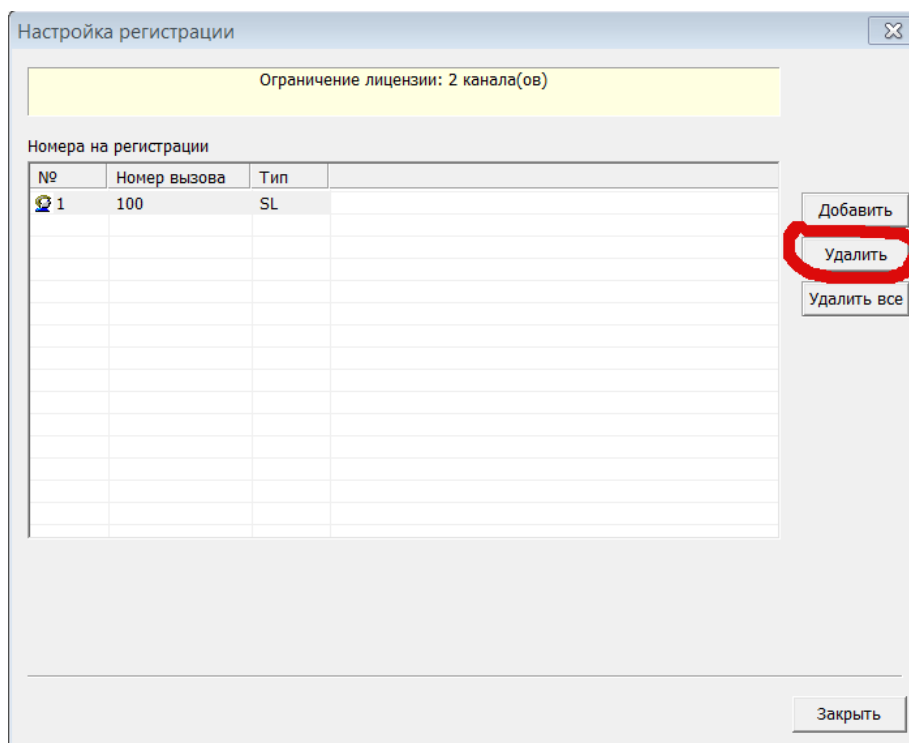 Настройка регистрации
Ограничение лицензии: 2 канала(ов)
Номера на регистрации
№ Номер вызова Тип
1 100 SL
Добавить
Удалить
Удалить все
Закрыть